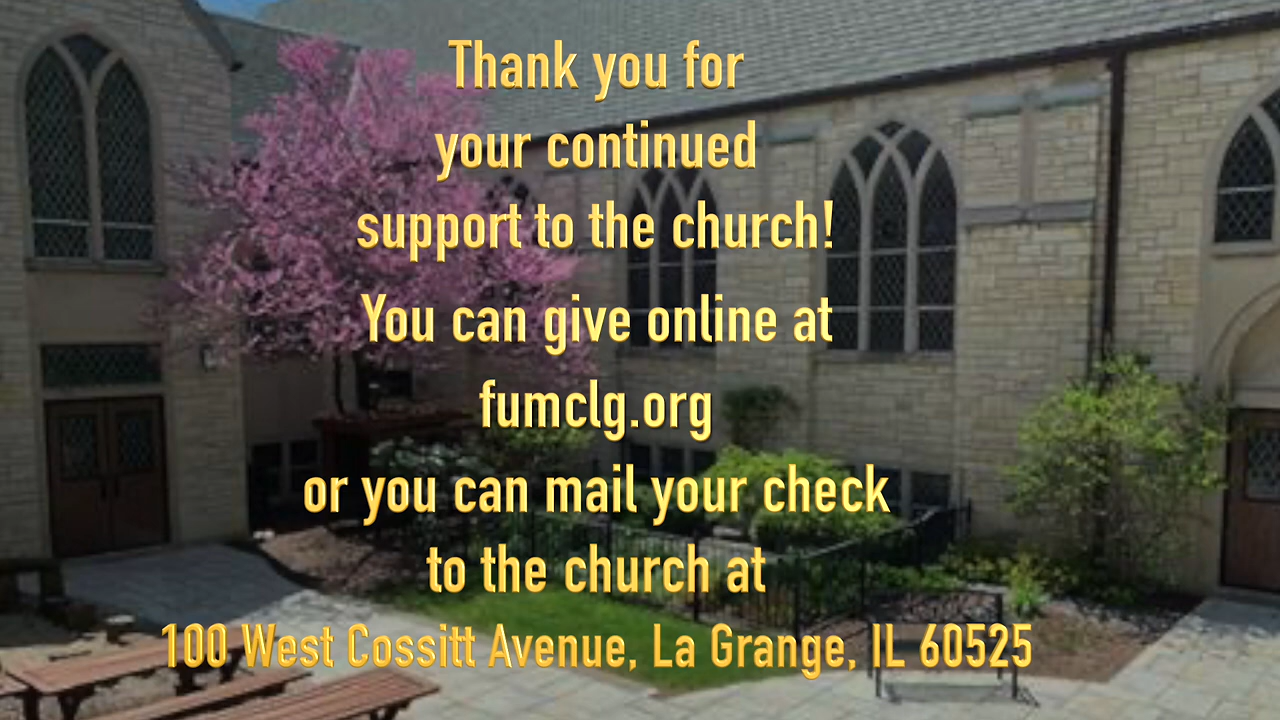 Thank you for
your continued
support to the church!
You can give online at
fumclg.org
or you can mail your check
to the church at
100 West Cossitt Avenue, La Grange, IL 60525